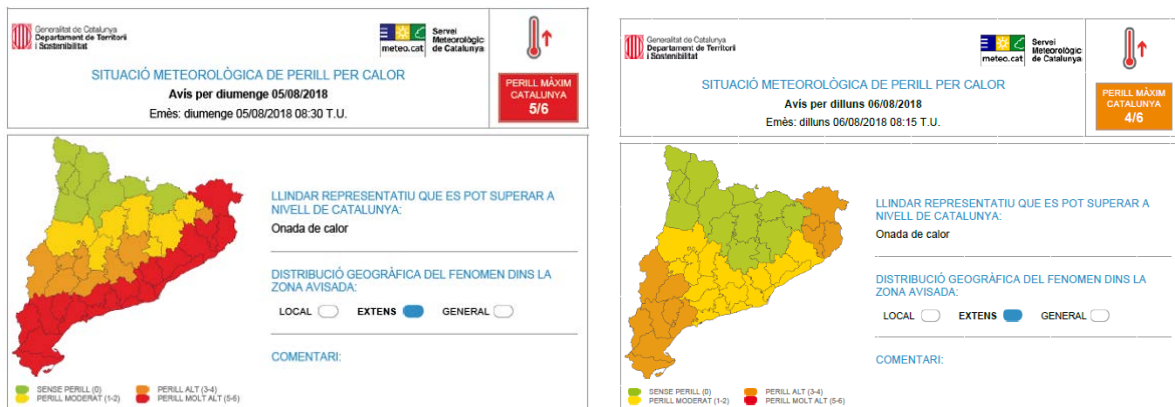 Generalitat de Catalunya
Departament de Territori
i Sostenibilitat
meteo.cat
Servei
Meteorològic
de Catalunya
SITUACIÓ METEOROLÒGICA DE PERILL PER CALOR
Avís per diumenge 05/08/2018
Emès: diumenge 05/08/2018 08:30 T.U.
PERILL MÀXIM
CATALUNYA
5/6
LLINDAR REPRESENTATIU QUE ES POT SUPERAR A
NIVELL DE CATALUNYA:
Onada de calor
DISTRIBUCIÓ GEOGRÀFICA DEL FENOMEN DINS LA
ZONA AVISADA:
LOCAL EXTENS GENERAL
COMENTARI:
SENSE PERILL (0) PERILL ALT (3-4)
PERILL MODERAT (1-2) PERILL MOLT ALT (5-6)
Generalitat de Catalunya
Departament de Territori
i Sostenibilitat
meteo.cat
Servei
Meteorològic
de Catalunya
SITUACIÓ METEOROLÒGICA DE PERILL PER CALOR
Avís per dilluns 06/08/2018
Emès: dilluns 06/08/2018 08:15 T.U.
PERILL MÀXIM
CATALUNYA
4/6
LLINDAR REPRESENTATIU QUE ES POT SUPERAR A
NIVELL DE CATALUNYA:
Onada de calor
DISTRIBUCIÓ GEOGRÀFICA DEL FENOMEN DINS LA
ZONA AVISADA:
LOCAL EXTENS GENERAL
COMENTARI:
SENSE PERILL (0) PERILL ALT (3-4)
PERILL MODERAT (1-2) PERILL MOLT ALT (5-6)